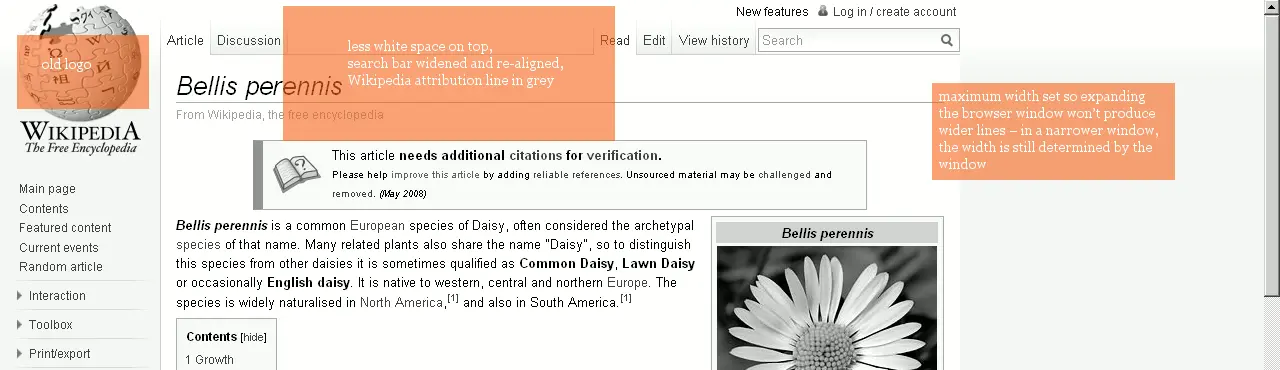 New features Log in / create account
Article Discussion Read Edit View history Search
old logo
less white space on top,
search bar widened and re-aligned,
Wikipedia attribution line in grey
Bellis perennis
From Wikipedia, the free encyclopedia
maximum width set so expanding
the browser window won't produce
wider lines – in a narrower window,
the width is still determined by the
window
WIKIPEDIA
The Free Encyclopedia
This article needs additional citations for verification.
Please help improve this article by adding reliable references. Unsourced material may be challenged and
removed. (May 2008)
Main page
Contents
Featured content
Current events
Random article
Interaction
Toolbox
Print/export
Bellis perennis is a common European species of Daisy, often considered the archetypal
species of that name. Many related plants also share the name "Daisy", so to distinguish
this species from other daisies it is sometimes qualified as Common Daisy, Lawn Daisy
or occasionally English daisy. It is native to western, central and northern Europe. The
species is widely naturalised in North America,[1] and also in South America.[1]
Bellis perennis
Contents [hide]
1 Growth